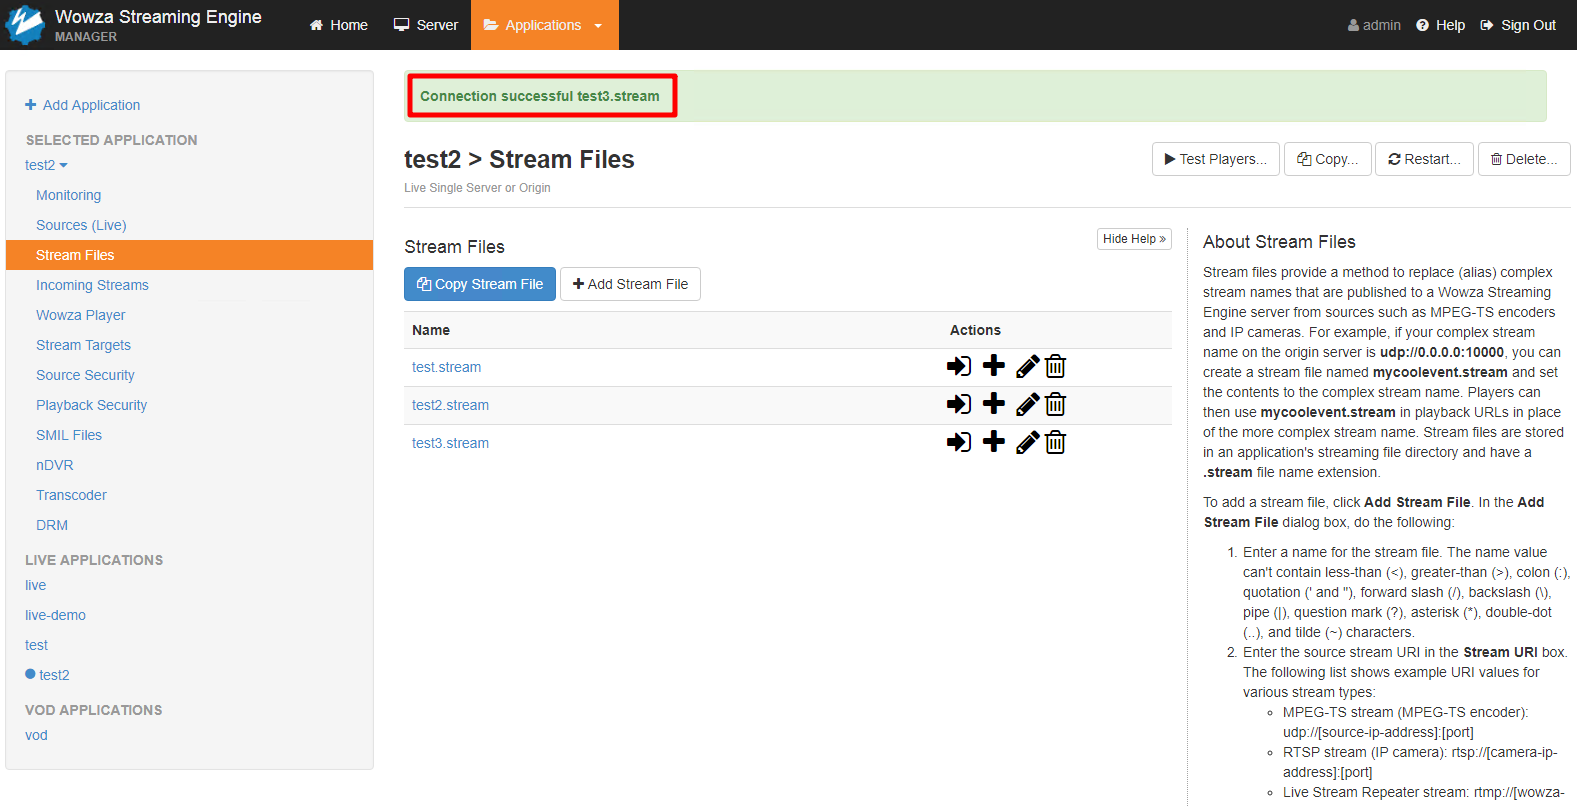 Wowza Streaming Engine
MANAGER
Home
Server
Applications
admin
Help
Sign Out
Add Application
SELECTED APPLICATION
test2
Monitoring
Sources (Live)
Stream Files
Incoming Streams
Wowza Player
Stream Targets
Source Security
Playback Security
SMIL Files
nDVR
Transcoder
DRM
LIVE APPLICATIONS
live
live-demo
test
test2
VOD APPLICATIONS
vod
Connection successful test3.stream
test2 > Stream Files
Live Single Server or Origin
Test Players...
Copy...
Restart...
Delete...
Stream Files
Hide Help »
Copy Stream File
Add Stream File
Name Actions
test.stream
test2.stream
test3.stream
About Stream Files
Stream files provide a method to replace (alias) complex
stream names that are published to a Wowza Streaming
Engine server from sources such as MPEG-TS encoders
and IP cameras. For example, if your complex stream
name on the origin server is udp://0.0.0.0:10000, you can
create a stream file named mycoolevent.stream and set
the contents to the complex stream name. Players can
then use mycoolevent.stream in playback URLs in place
of the more complex stream name. Stream files are stored
in an application's streaming file directory and have a
.stream file name extension.
To add a stream file, click Add Stream File. In the Add
Stream File dialog box, do the following:
1. Enter a name for the stream file. The name value
can't contain less-than (<), greater-than (>), colon (:),
quotation (' and "), forward slash (/), backslash (\),
pipe (|), question mark (?), asterisk (*), double-dot
(..), and tilde (~) characters.
2. Enter the source stream URI in the Stream URI box.
The following list shows example URI values for
various stream types:
◦ MPEG-TS stream (MPEG-TS encoder):
udp://[source-ip-address]:[port]
◦ RTSP stream (IP camera): rtsp://[camera-ip-
address]:[port]
◦ Live Stream Repeater stream: rtmp://[wowza-